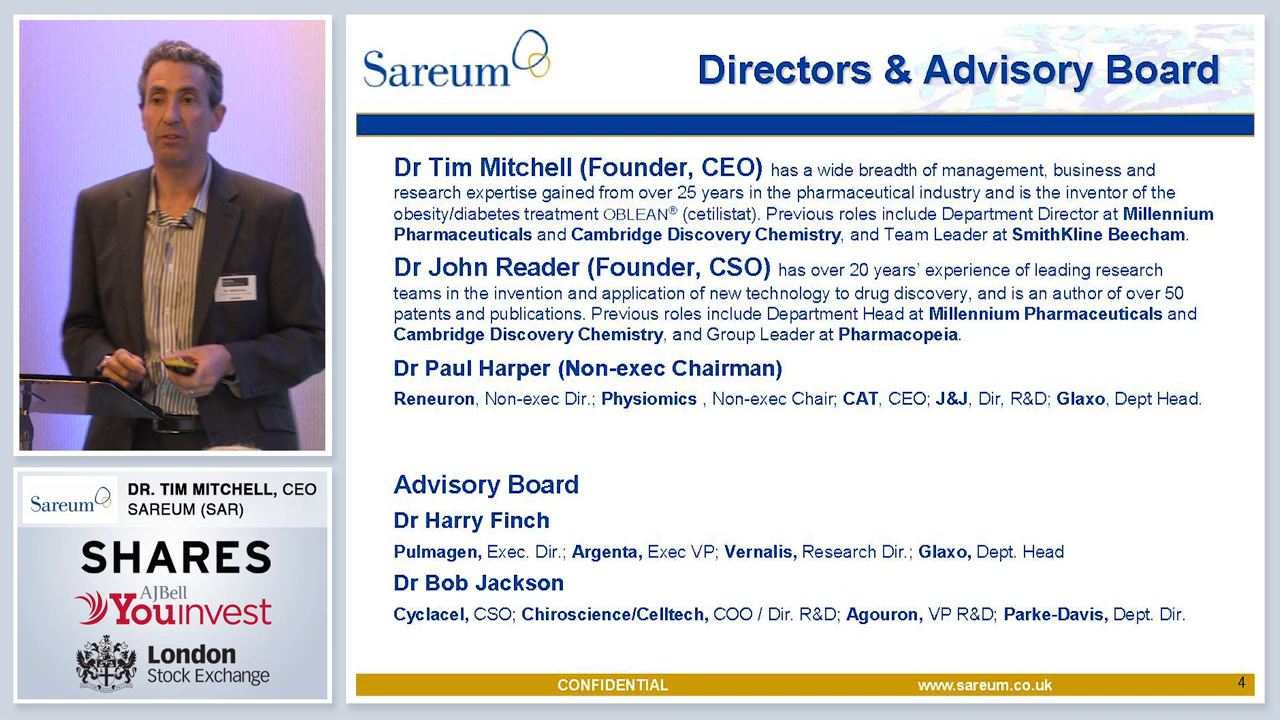 Sareum
Directors & Advisory Board
Dr Tim Mitchell (Founder, CEO) has a wide breadth of management, business and
research expertise gained from over 25 years in the pharmaceutical industry and is the inventor of the
obesity/diabetes treatment OBLEAN® (cetilistat). Previous roles include Department Director at Millennium
Pharmaceuticals and Cambridge Discovery Chemistry, and Team Leader at SmithKline Beecham.
Dr John Reader (Founder, CSO) has over 20 years’ experience of leading research
teams in the invention and application of new technology to drug discovery, and is an author of over 50
patents and publications. Previous roles include Department Head at Millennium Pharmaceuticals and
Cambridge Discovery Chemistry, and Group Leader at Pharmacopeia.
Dr Paul Harper (Non-exec Chairman)
Reneuron, Non-exec Dir.; Physiomics , Non-exec Chair; CAT, CEO; J&J, Dir, R&D; Glaxo, Dept Head.
Advisory Board
Dr Harry Finch
Pulmagen, Exec. Dir.; Argenta, Exec VP; Vernalis, Research Dir.; Glaxo, Dept. Head
Dr Bob Jackson
Cyclacel, CSO; Chiroscience/Celltech, COO / Dir. R&D; Agouron, VP R&D; Parke-Davis, Dept. Dir.
CONFIDENTIAL
www.sareum.co.uk
4
Sareum
DR. TIM MITCHELL, CEO
SAREUM (SAR)
SHARES
AJBell
Youinvest
London
Stock Exchange